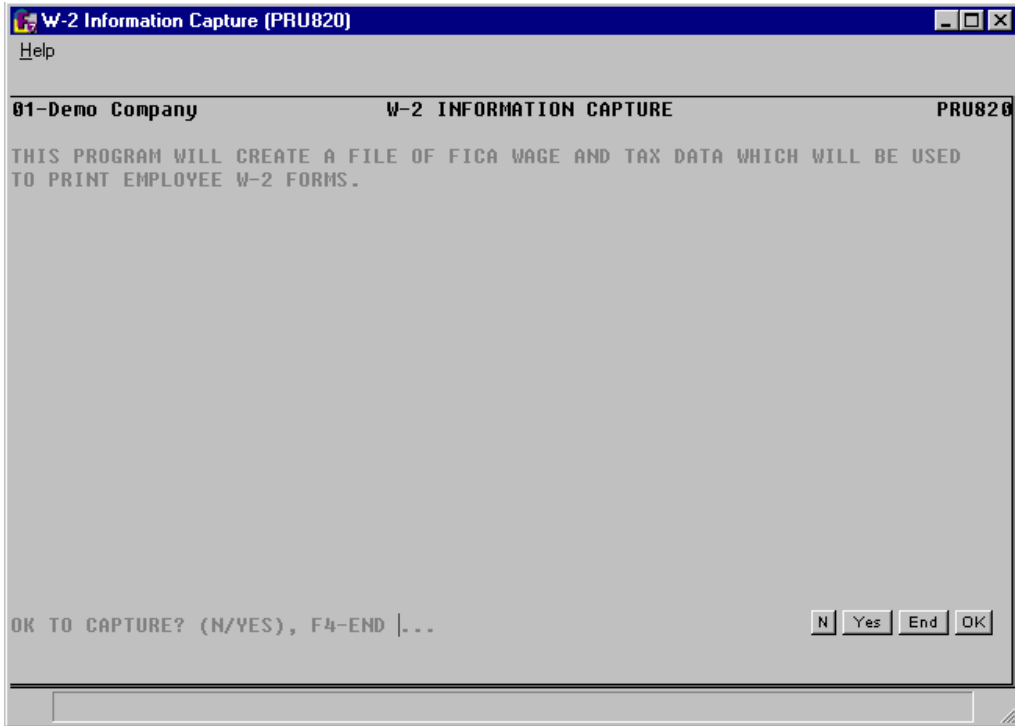 W-2 Information Capture (PRU820)
Help
01-Demo Company W-2 INFORMATION CAPTURE PRU820
THIS PROGRAM WILL CREATE A FILE OF FICA WAGE AND TAX DATA WHICH WILL BE USED
TO PRINT EMPLOYEE W-2 FORMS.
OK TO CAPTURE? (N/YES), F4-END ... N Yes End OK